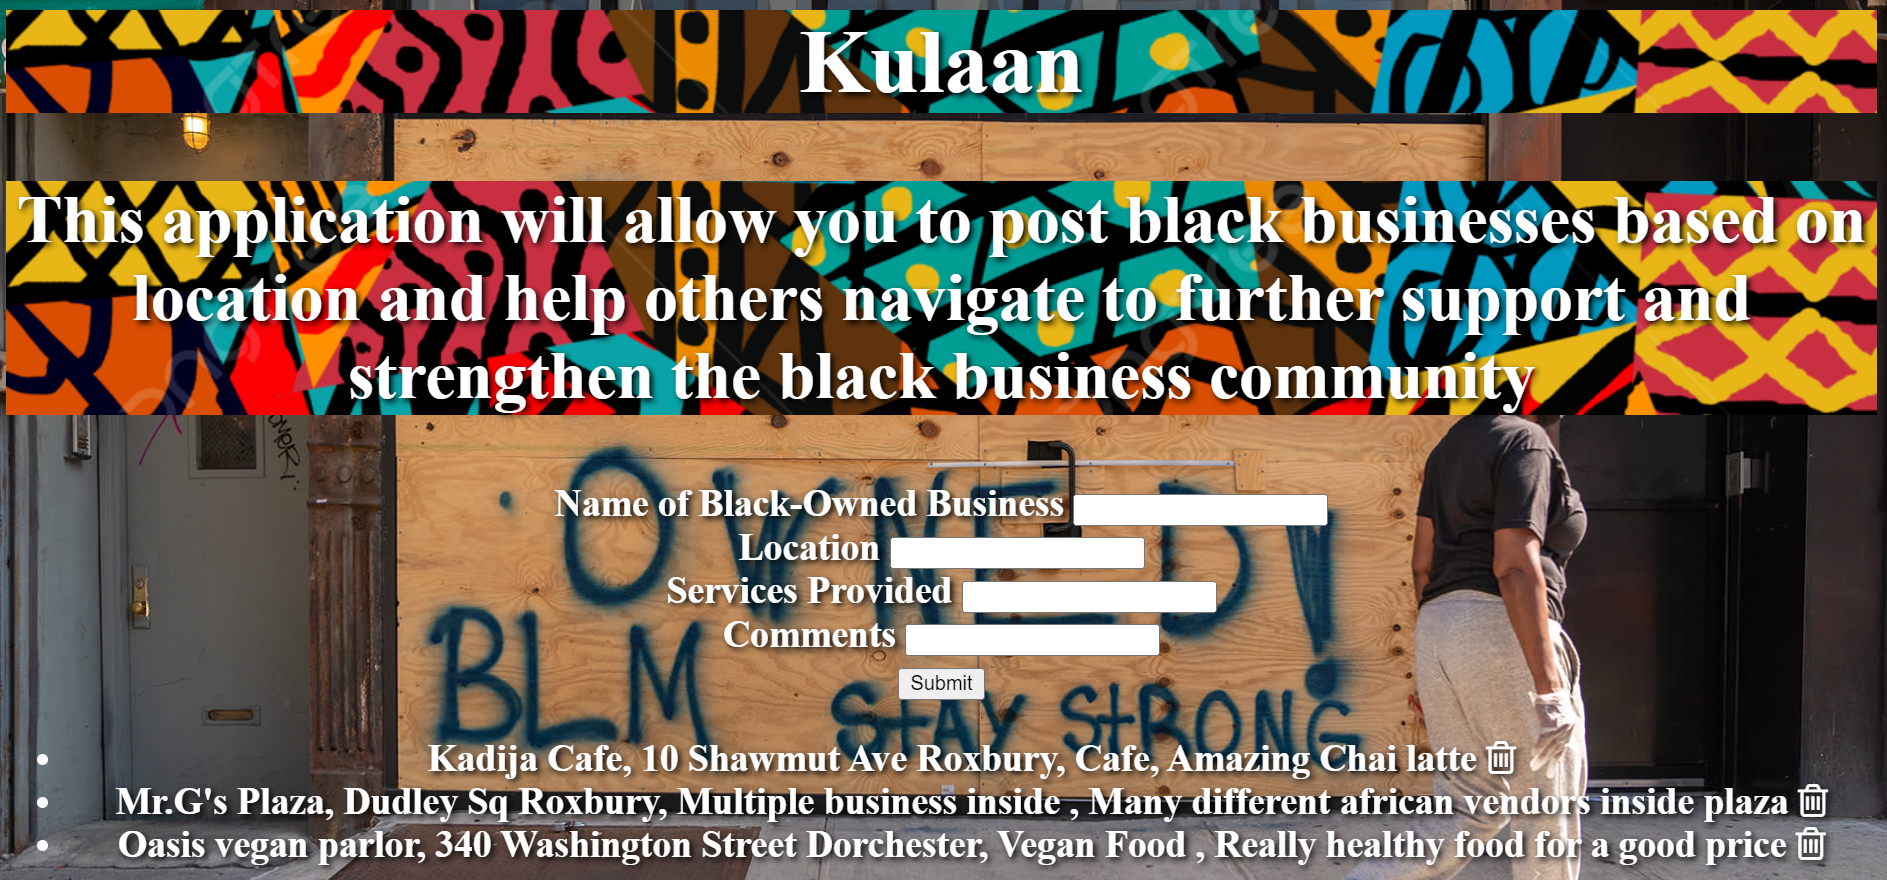 Kulaan
This application will allow you to post black businesses based on
location and help others navigate to further support and
strengthen the black business community
OWNED!
Name of Black-Owned Business
Location
Services Provided
Comments
BLM
Submit
STAY STRONG
Kadija Cafe, 10 Shawmut Ave Roxbury, Cafe, Amazing Chai latte
Mr.G's Plaza, Dudley Sq Roxbury, Multiple business inside , Many different african vendors inside plaza
Oasis vegan parlor, 340 Washington Street Dorchester, Vegan Food , Really healthy food for a good price